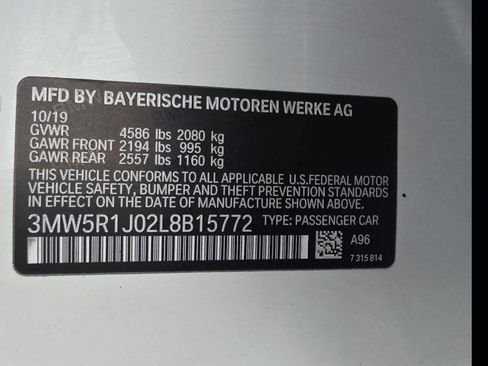 MFD BY BAYERISCHE MOTOREN WERKE AG
10/19
GVWR 4586 lbs 2080 kg
GAWR FRONT 2194 lbs 995 kg
GAWR REAR 2557 lbs 1160 kg
THIS VEHICLE CONFORMS TO ALL APPLICABLE U.S.FEDERAL MOTOR
VEHICLE SAFETY, BUMPER AND THEFT PREVENTION STANDARDS
IN EFFECT ON THE DATE OF MANUFACTURE SHOWN ABOVE.
3MW5R1J02L8B15772 TYPE: PASSENGER CAR
A96
7 315 814